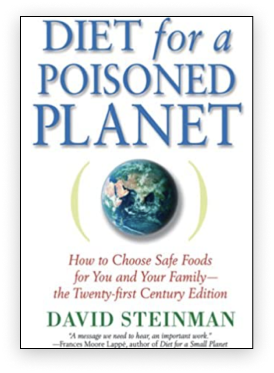 DIET for a
POISONED
PLANET
How to Choose Safe Foods
for You and Your Family—
the Twenty-first Century Edition
DAVID STEINMAN
"A message we need to hear, an important work."
—Frances Moore Lappé, author of Diet for a Small Planet